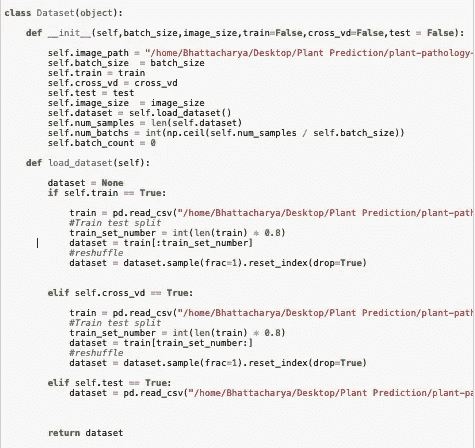 class Dataset(object):
def __init__(self,batch_size,image_size,train=False,cross_vd=False,test = False):
self.image_path = "/home/Bhattacharya/Desktop/Plant Prediction/plant-pathology-
self.batch_size  = batch_size
self.train = train
self.cross_vd = cross_vd
self.test = test
self.image_size  = image_size
self.dataset = self.load_dataset()
self.num_samples = len(self.dataset)
self.num_batchs = int(np.ceil(self.num_samples / self.batch_size))
self.batch_count = 0
def load_dataset(self):
dataset = None
if self.train == True:
train = pd.read_csv("/home/Bhattacharya/Desktop/Plant Prediction/plant-pat
#Train test split
train_set_number = int(len(train) * 0.8)
dataset = train[:train_set_number]
#reshuffle
dataset = dataset.sample(frac=1).reset_index(drop=True)
elif self.cross_vd == True:
train = pd.read_csv("/home/Bhattacharya/Desktop/Plant Prediction/plant-pat
#Train test split
train_set_number = int(len(train) * 0.8)
dataset = train[train_set_number:]
#reshuffle
dataset = dataset.sample(frac=1).reset_index(drop=True)
elif self.test == True:
dataset = pd.read_csv("/home/Bhattacharya/Desktop/Plant Prediction/plant-pa
return dataset